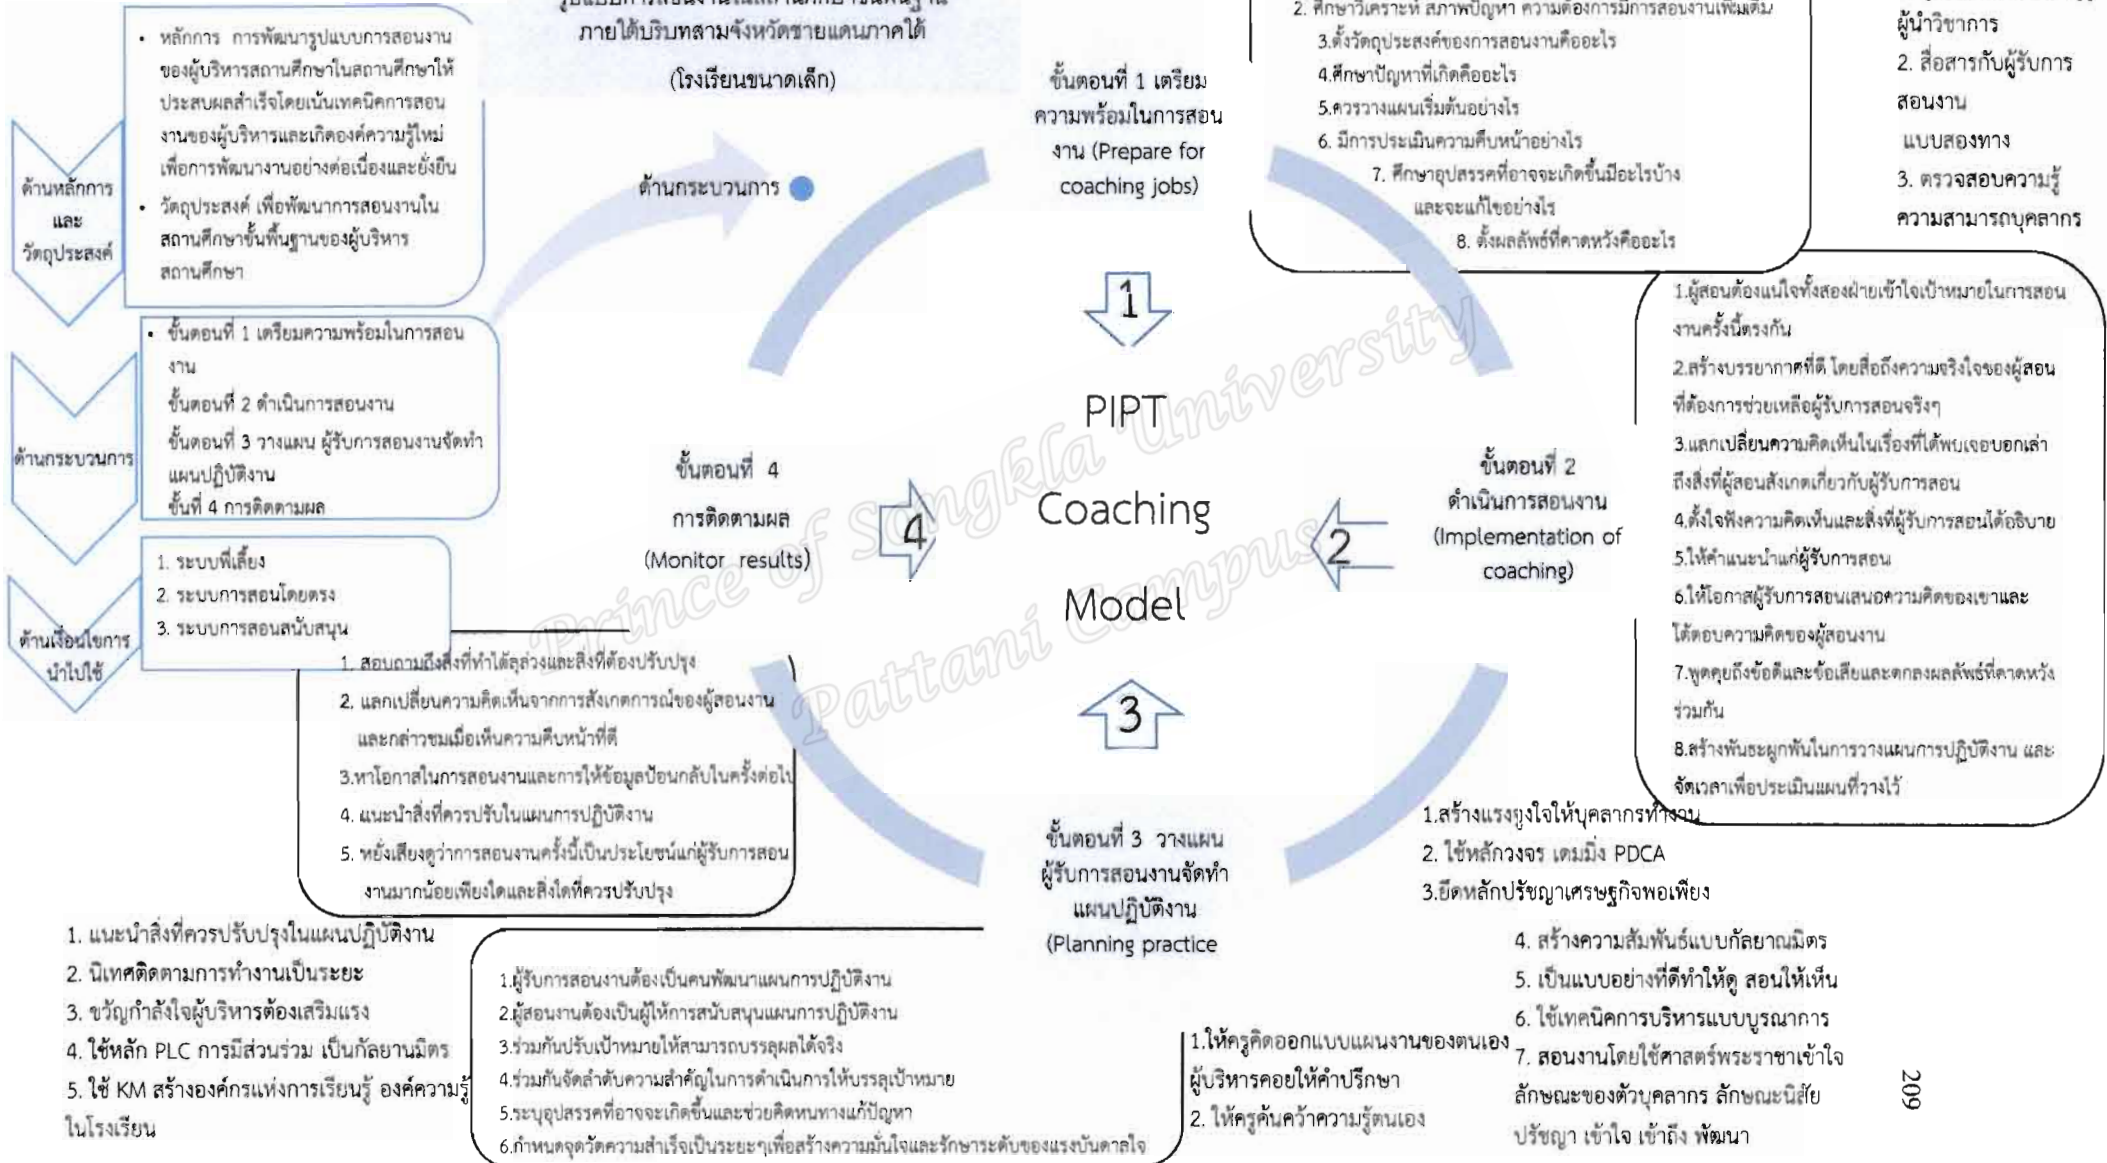 ภายใต้บริบทสามจังหวัดชายแดนภาคใต้
(โรงเรียนขนาดเล็ก)
ด้านหลักการ
และ
วัตถุประสงค์
• หลักการ การพัฒนารูปแบบการสอนงาน
ของผู้บริหารสถานศึกษาในสถานศึกษาให้
ประสบผลสำเร็จโดยเน้นเทคนิคการสอน
งานของผู้บริหารและเกิดองค์ความรู้ใหม่
เพื่อการพัฒนางานอย่างต่อเนื่องและยั่งยืน
• วัตถุประสงค์ เพื่อพัฒนาการสอนงานใน
สถานศึกษาขั้นพื้นฐานของผู้บริหาร
สถานศึกษา
ด้านกระบวนการ
• ขั้นตอนที่ 1 เตรียมความพร้อมในการสอน
งาน
ขั้นตอนที่ 2 ดำเนินการสอนงาน
ขั้นตอนที่ 3 วางแผน ผู้รับการสอนงานจัดทำ
แผนปฏิบัติงาน
ขั้นที่ 4 การติดตามผล
ด้านเงื่อนไขการ
นำไปใช้
1. ระบบพี่เลี้ยง
2. ระบบการสอนโดยตรง
3. ระบบการสอนสนับสนุน
ด้านกระบวนการ
ขั้นตอนที่ 1 เตรียม
ความพร้อมในการสอน
งาน (Prepare for
coaching jobs)
2. ศึกษาวิเคราะห์ สภาพปัญหา ความต้องการมีการสอนงานเพิ่มเติม
3.ตั้งวัตถุประสงค์ของการสอนงานคืออะไร
4.ศึกษาปัญหาที่เกิดคืออะไร
5.ควรวางแผนเริ่มต้นอย่างไร
6. มีการประเมินความคืบหน้าอย่างไร
7. ศึกษาอุปสรรคที่อาจจะเกิดขึ้นมีอะไรบ้าง
และจะแก้ไขอย่างไร
8. ตั้งผลลัพธ์ที่คาดหวังคืออะไร
ผู้นำวิชาการ
2. สื่อสารกับผู้รับการ
สอนงาน
แบบสองทาง
3. ตรวจสอบความรู้
ความสามารถบุคลากร
1
PIPT
Coaching
Model
2
3
4
ขั้นตอนที่ 2
ดำเนินการสอนงาน
(Implementation of
coaching)
1.ผู้สอนต้องแน่ใจทั้งสองฝ่ายเข้าใจเป้าหมายในการสอน
งานครั้งนี้ตรงกัน
2.สร้างบรรยากาศที่ดี โดยสื่อถึงความจริงใจของผู้สอน
ที่ต้องการช่วยเหลือผู้รับการสอนจริงๆ
3.แลกเปลี่ยนความคิดเห็นในเรื่องที่ได้พบเจอบอกเล่า
ถึงสิ่งที่ผู้สอนสังเกตเกี่ยวกับผู้รับการสอน
4.ตั้งใจฟังความคิดเห็นและสิ่งที่ผู้รับการสอนได้อธิบาย
5.ให้คำแนะนำแก่ผู้รับการสอน
6.ให้โอกาสผู้รับการสอนเสนอความคิดของเขาและ
โต้ตอบความคิดของผู้สอนงาน
7.พูดคุยถึงข้อดีและข้อเสียและตกลงผลลัพธ์ที่คาดหวัง
ร่วมกัน
8.สร้างพันธะผูกพันในการวางแผนการปฏิบัติงาน และ
จัดเวลาเพื่อประเมินแผนที่วางไว้
1.สร้างแรงจูงใจให้บุคลากรทำงาน
2. ใช้หลักวงจร เดมมิ่ง PDCA
3.ยึดหลักปรัชญาเศรษฐกิจพอเพียง
4. สร้างความสัมพันธ์แบบกัลยาณมิตร
5. เป็นแบบอย่างที่ดีทำให้ดู สอนให้เห็น
6. ใช้เทคนิคการบริหารแบบบูรณาการ
7. สอนงานโดยใช้ศาสตร์พระราชาเข้าใจ
ลักษณะของตัวบุคลากร ลักษณะนิสัย
ปรัชญา เข้าใจ เข้าถึง พัฒนา
ขั้นตอนที่ 3 วางแผน
ผู้รับการสอนงานจัดทำ
แผนปฏิบัติงาน
(Planning practice
1.ผู้รับการสอนงานต้องเป็นคนพัฒนาแผนการปฏิบัติงาน
2.ผู้สอนงานต้องเป็นผู้ให้การสนับสนุนแผนการปฏิบัติงาน
3.ร่วมกันปรับเป้าหมายให้สามารถบรรลุผลได้จริง
4.ร่วมกันจัดลำดับความสำคัญในการดำเนินการให้บรรลุเป้าหมาย
5.ระบุอุปสรรคที่อาจจะเกิดขึ้นและช่วยคิดหนทางแก้ปัญหา
6.กำหนดจุดวัดความสำเร็จเป็นระยะๆเพื่อสร้างความมั่นใจและรักษาระดับของแรงบันดาลใจ
1.ให้ครูคิดออกแบบแผนงานของตนเอง
ผู้บริหารคอยให้คำปรึกษา
2. ให้ครูค้นคว้าความรู้ตนเอง
ขั้นตอนที่ 4
การติดตามผล
(Monitor results)
1. สอบถามถึงสิ่งที่ทำได้ลุล่วงและสิ่งที่ต้องปรับปรุง
2. แลกเปลี่ยนความคิดเห็นจากการสังเกตการณ์ของผู้สอนงาน
และกล่าวชมเมื่อเห็นความคืบหน้าที่ดี
3.หาโอกาสในการสอนงานและการให้ข้อมูลป้อนกลับในครั้งต่อไป
4. แนะนำสิ่งที่ควรปรับในแผนการปฏิบัติงาน
5. หยั่งเสียงดูว่าการสอนงานครั้งนี้เป็นประโยชน์แก่ผู้รับการสอน
งานมากน้อยเพียงใดและสิ่งใดที่ควรปรับปรุง
1. แนะนำสิ่งที่ควรปรับปรุงในแผนปฏิบัติงาน
2. นิเทศติดตามการทำงานเป็นระยะ
3. ขวัญกำลังใจผู้บริหารต้องเสริมแรง
4. ใช้หลัก PLC การมีส่วนร่วม เป็นกัลยานมิตร
5. ใช้ KM สร้างองค์กรแห่งการเรียนรู้ องค์ความรู้
ในโรงเรียน
Prince of Songkla University
Pattani Campus
209